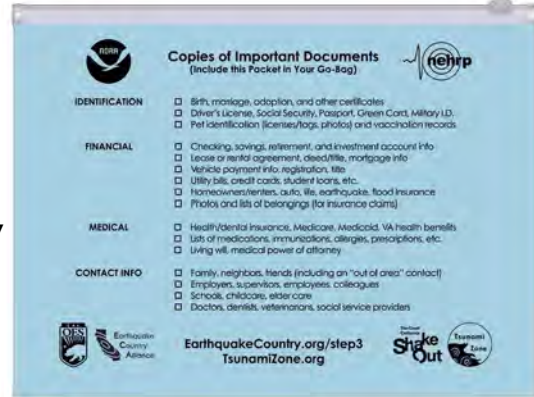 NOAA
Copies of Important Documents
(Include this Packet in Your Go-Bag)
nehrp
IDENTIFICATION
☐ Birth, marriage, adoption, and other certificates
☐ Driver's License, Social Security, Passport, Green Card, Military I.D.
☐ Pet identification (licenses/tags, photos) and vaccination records
FINANCIAL
☐ Checking, savings, retirement, and investment account info
☐ Lease or rental agreement, deed/title, mortgage info
☐ Vehicle payment info, registration, title
☐ Utility bills, credit cards, student loans, etc.
☐ Homeowners/renters, auto, life, earthquake, flood insurance
☐ Photos and lists of belongings (for insurance claims)
MEDICAL
☐ Health/dental insurance, Medicare, Medicaid, VA health benefits
☐ Lists of medications, immunizations, allergies, prescriptions, etc.
☐ Living will, medical power of attorney
CONTACT INFO
☐ Family, neighbors, friends (including an "out of area" contact)
☐ Employers, supervisors, employees, colleagues
☐ Schools, childcare, elder care
☐ Doctors, dentists, veterinarians, social service providers
OES
Earthquake
Country
Alliance
EarthquakeCountry.org/step3
TsunamiZone.org
Shake
Out
Tsunami
Zone